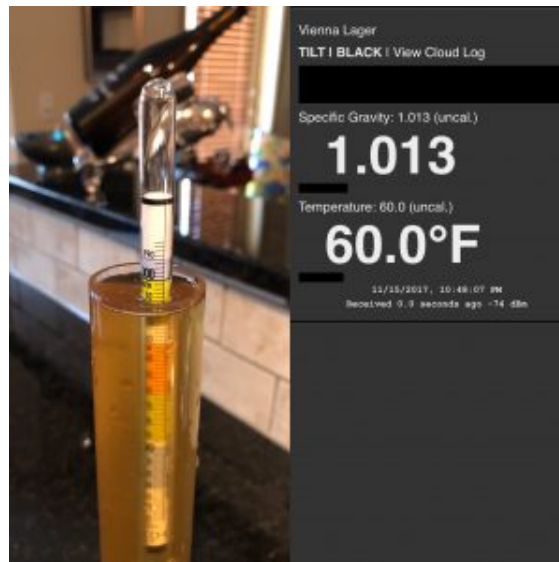 Vienna Lager
TILT | BLACK | View Cloud Log
Specific Gravity: 1.013 (uncal.)
1.013
Temperature: 60.0 (uncal.)
60.0°F
11/15/2017, 10:48:07 PM
Received 0.0 seconds ago -74 dBm